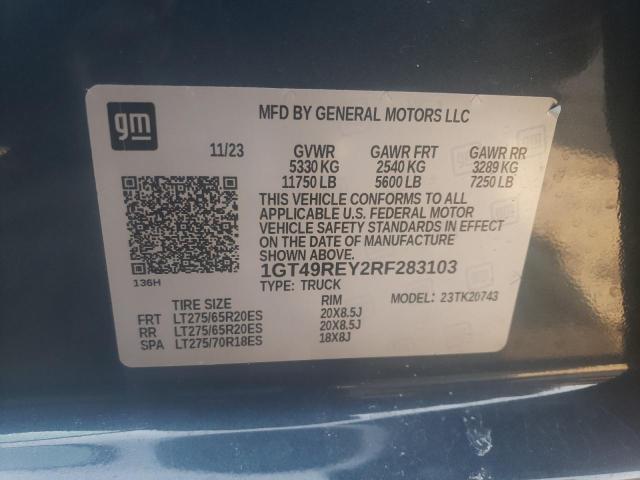 gm
MFD BY GENERAL MOTORS LLC
11/23 GVWR GAWR FRT GAWR RR
5330 KG 2540 KG 3289 KG
11750 LB 5600 LB 7250 LB
THIS VEHICLE CONFORMS TO ALL
APPLICABLE U.S. FEDERAL MOTOR
VEHICLE SAFETY STANDARDS IN EFFECT
ON THE DATE OF MANUFACTURE
SHOWN ABOVE.
136H
1GT49REY2RF283103
TYPE: TRUCK
TIRE SIZE RIM MODEL: 23TK20743
FRT LT275/65R20ES 20X8.5J
RR LT275/65R20ES 20X8.5J
SPA LT275/70R18ES 18X8J